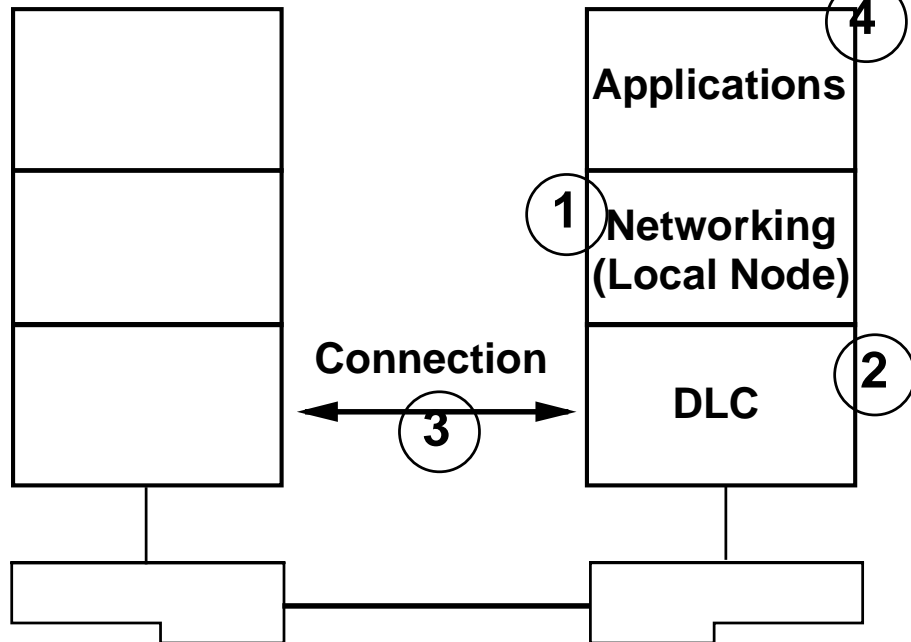 4
Applications
1
Networking
(Local Node)
Connection
2
DLC
3